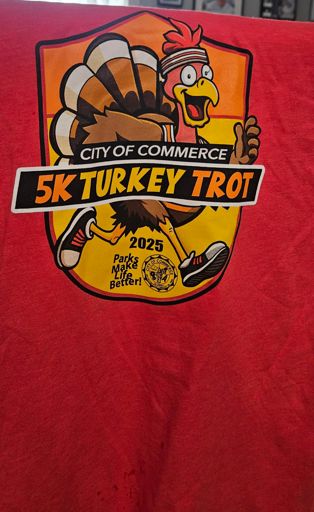 CITY OF COMMERCE
5K TURKEY TROT
2025
Parks
Make
Life
Better!